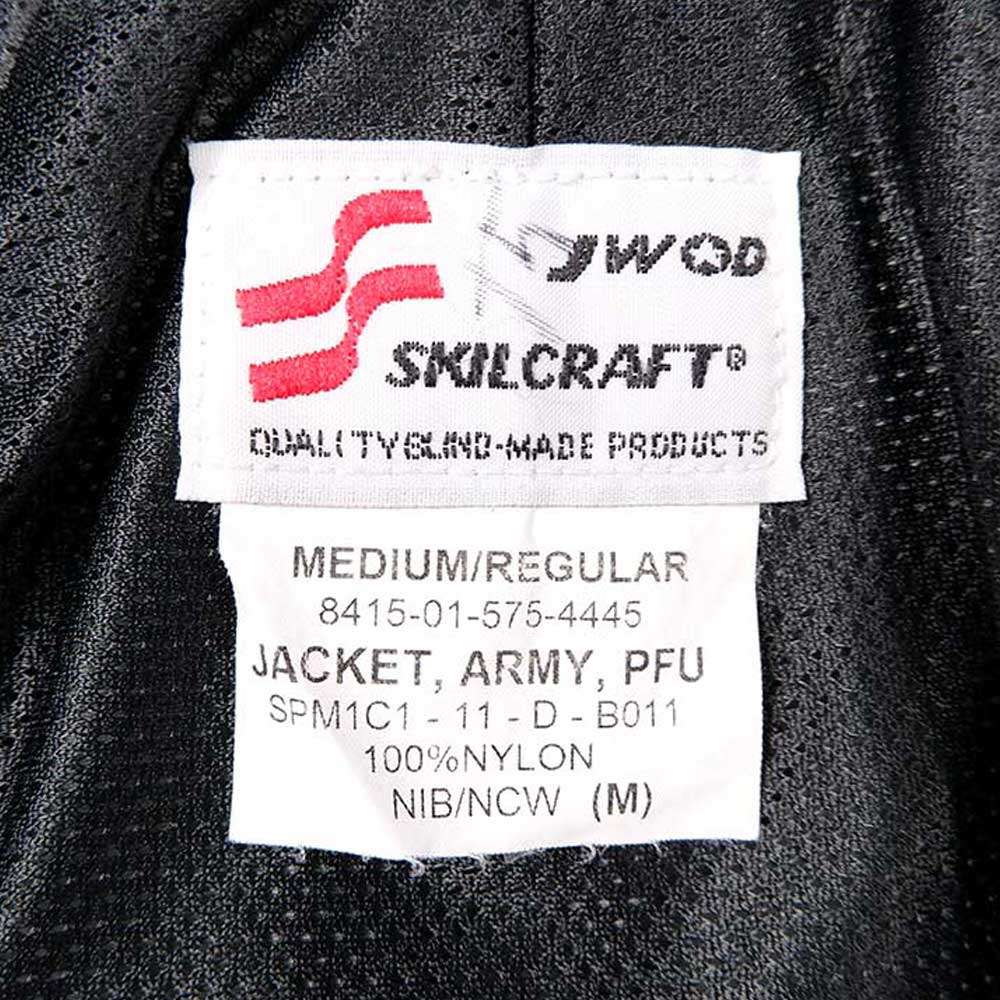 JWOD
SKILCRAFT®
QUALITY BLIND-MADE PRODUCTS
MEDIUM/REGULAR
8415-01-575-4445
JACKET, ARMY, PFU
SPM1C1 - 11 - D - B011
100%NYLON
NIB/NCW (M)